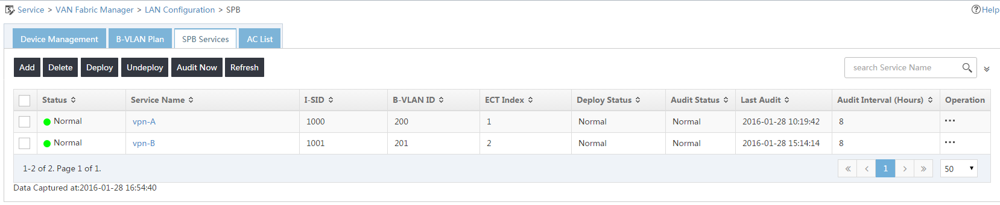 Service > VAN Fabric Manager > LAN Configuration > SPB
Help
Device Management B-VLAN Plan SPB Services AC List
Add Delete Deploy Undeploy Audit Now Refresh
search Service Name
Status Service Name I-SID B-VLAN ID ECT Index Deploy Status Audit Status Last Audit Audit Interval (Hours) Operation
Normal vpn-A 1000 200 1 Normal Normal 2016-01-28 10:19:42 8 ...
Normal vpn-B 1001 201 2 Normal Normal 2016-01-28 15:14:14 8 ...
1-2 of 2. Page 1 of 1. « < 1 > » 50
Data Captured at:2016-01-28 16:54:40